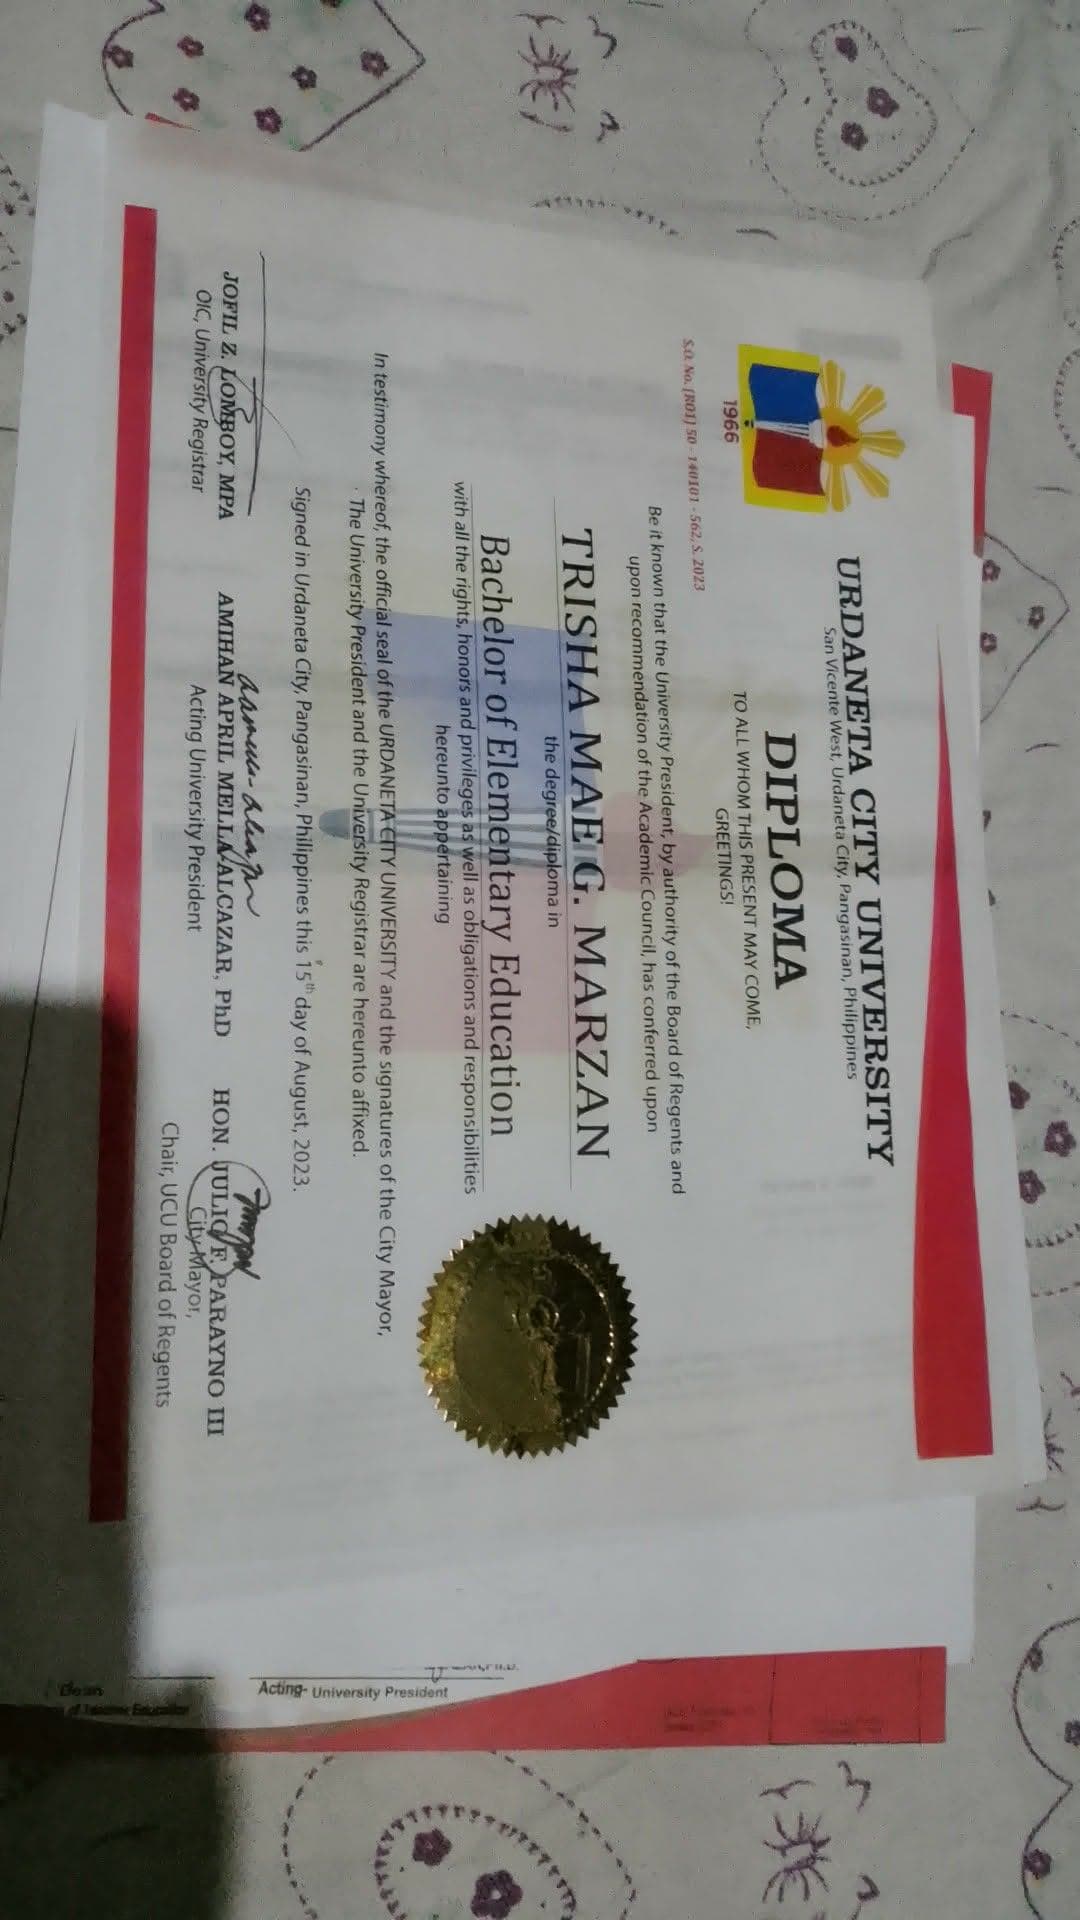 1966
URDANETA CITY UNIVERSITY
San Vicente West, Urdaneta City, Pangasinan, Philippines
DIPLOMA
TO ALL WHOM THIS PRESENT MAY COME,
GREETINGS!
S.O. No. (R01) 50 - 140101 - 562, S. 2023
Be it known that the University President, by authority of the Board of Regents and
upon recommendation of the Academic Council, has conferred upon
TRISHA MAE G. MARZAN
the degree/diploma in
Bachelor of Elementary Education
with all the rights, honors and privileges as well as obligations and responsibilities
hereunto appertaining
In testimony whereof, the official seal of the URDANETA CITY UNIVERSITY and the signatures of the City Mayor,
The University President and the University Registrar are hereunto affixed.
Signed in Urdaneta City, Pangasinan, Philippines this 15th day of August, 2023.
JOFIL Z. LOMBOY, MPA
OIC, University Registrar
AMIHAN APRIL MELLA-ALCAZAR, PhD
Acting University President
HON. JULIO F. PARAYNO III
City Mayor,
Chair, UCU Board of Regents
Acting- University President
Dean
of Teacher Education